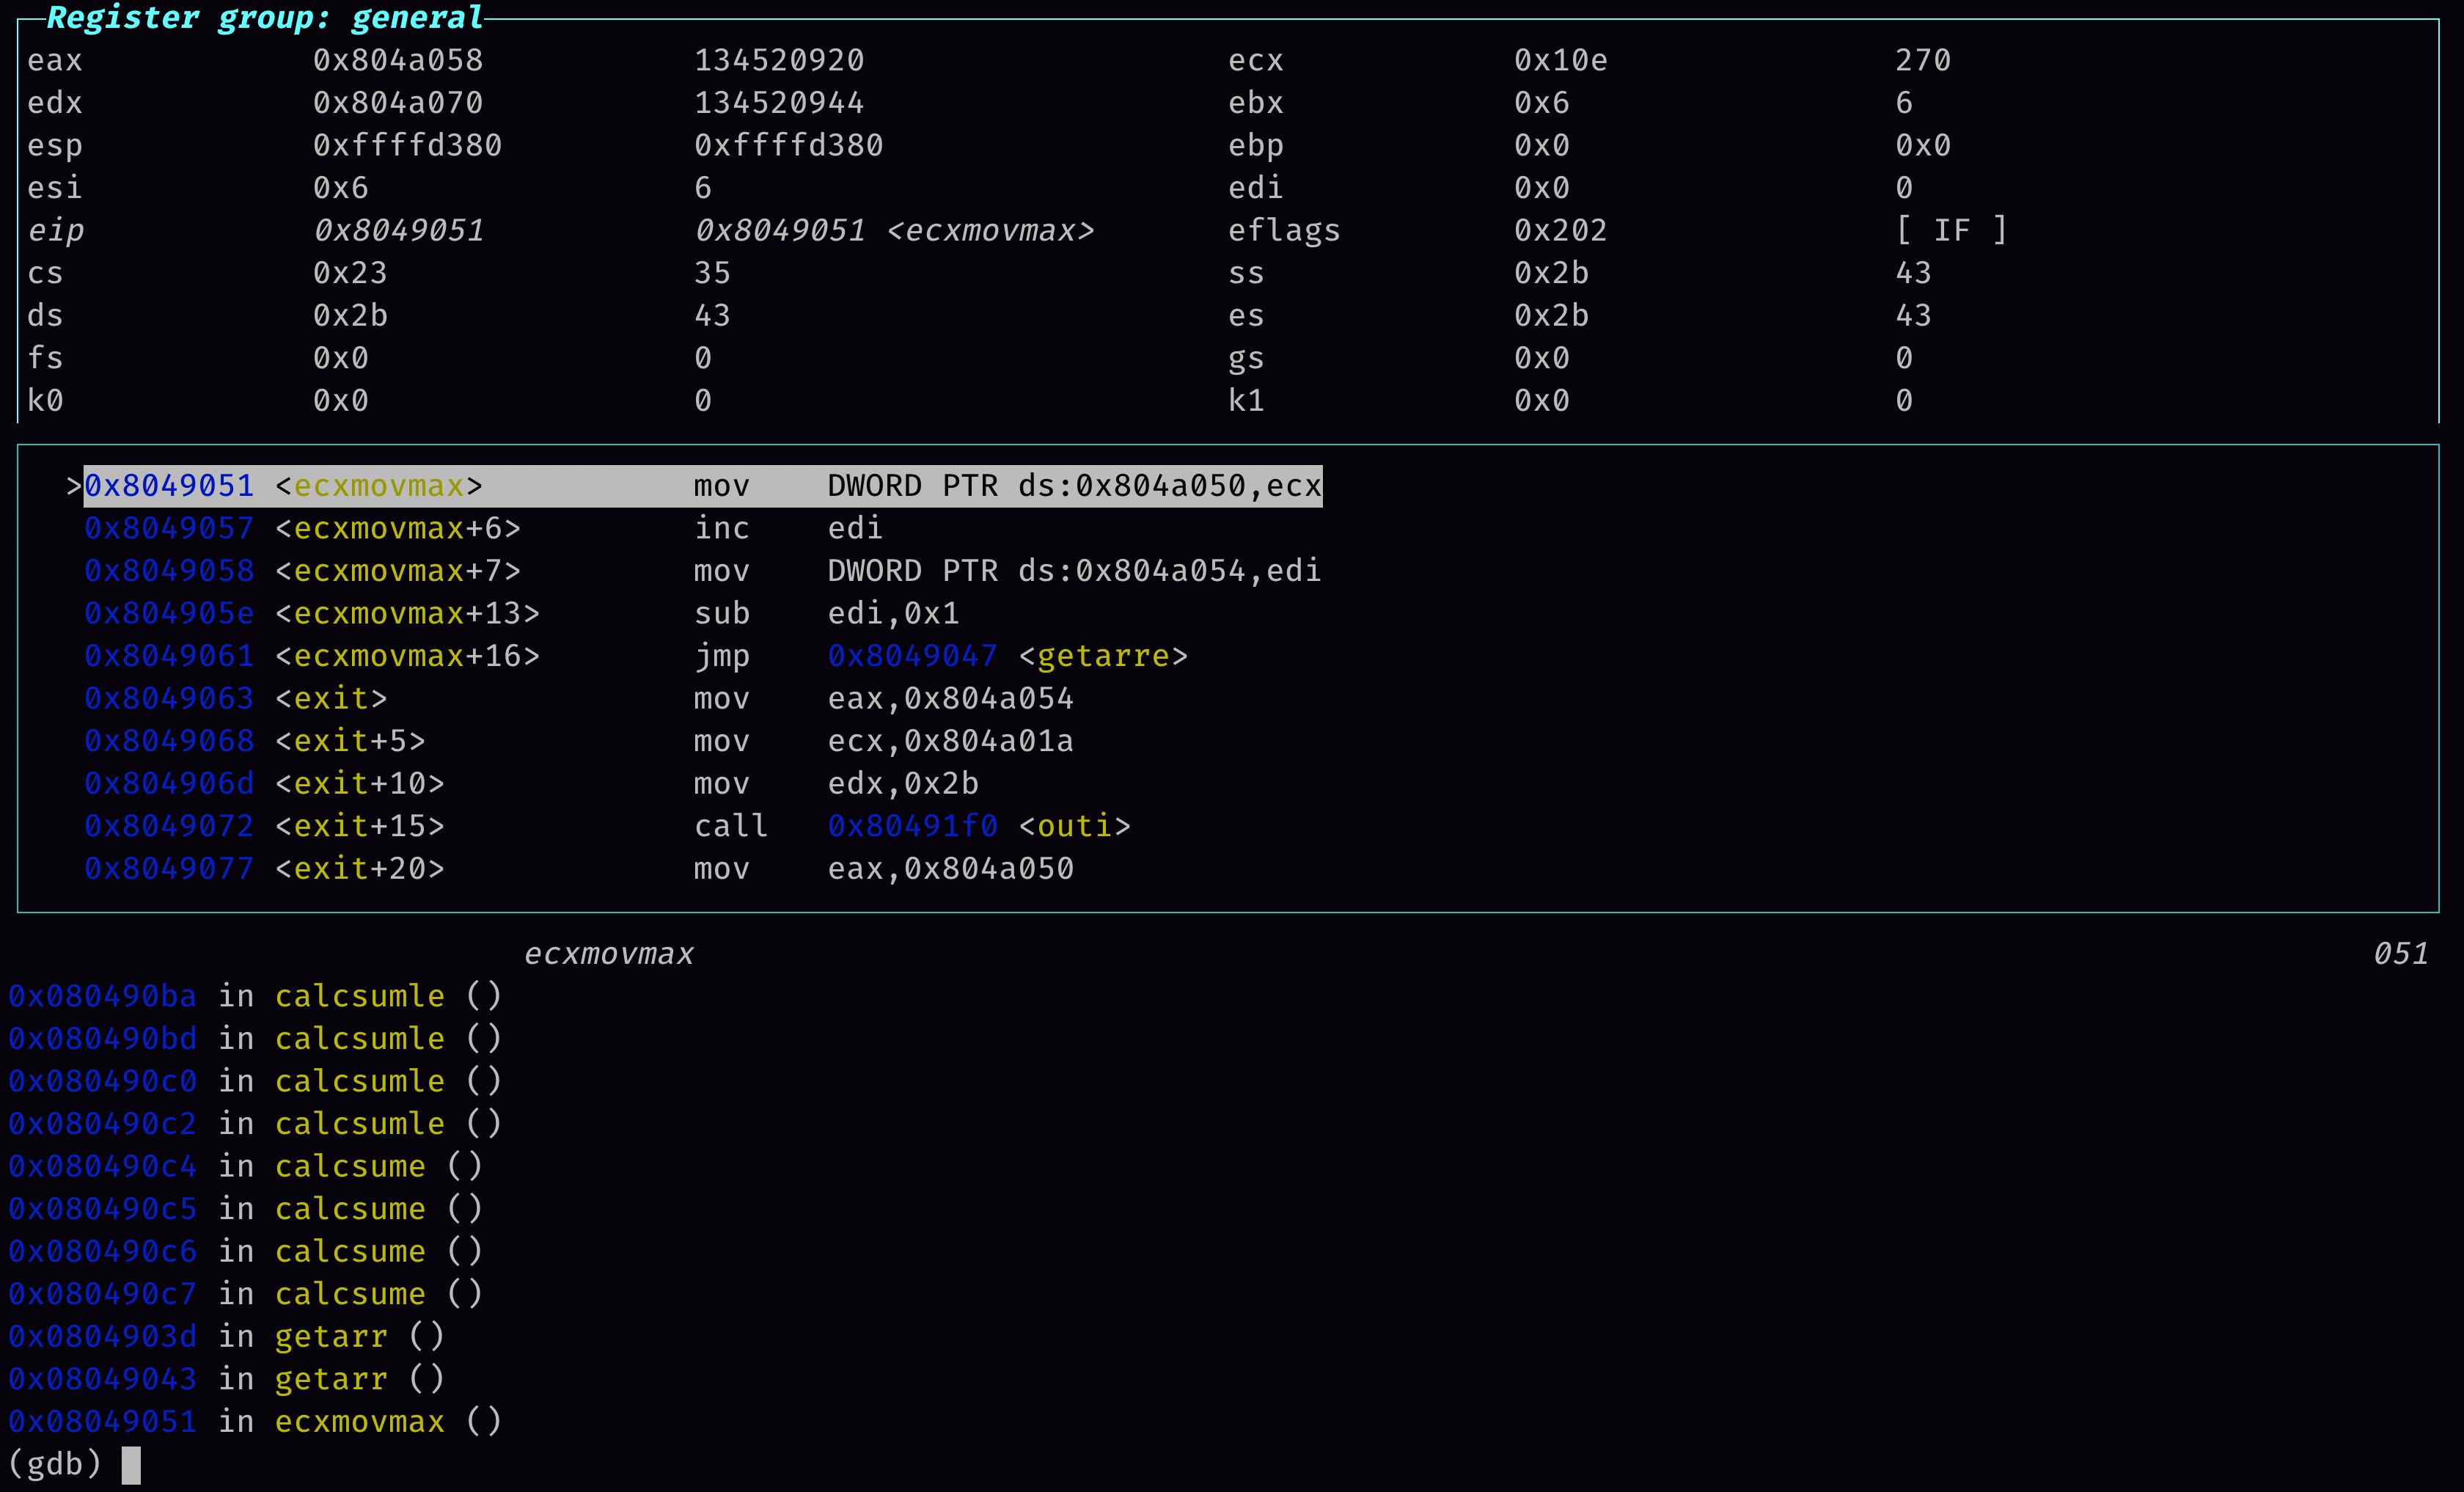 Register group: general
eax 0x804a058 134520920 ecx 0x10e 270
edx 0x804a070 134520944 ebx 0x6 6
esp 0xffffd380 0xffffd380 ebp 0x0 0x0
esi 0x6 6 edi 0x0 0
eip 0x8049051 0x8049051 <ecxmovmax> eflags 0x202 [ IF ]
cs 0x23 35 ss 0x2b 43
ds 0x2b 43 es 0x2b 43
fs 0x0 0 gs 0x0 0
k0 0x0 0 k1 0x0 0
>0x8049051 <ecxmovmax> mov DWORD PTR ds:0x804a050,ecx
0x8049057 <ecxmovmax+6> inc edi
0x8049058 <ecxmovmax+7> mov DWORD PTR ds:0x804a054,edi
0x804905e <ecxmovmax+13> sub edi,0x1
0x8049061 <ecxmovmax+16> jmp 0x8049047 <getarre>
0x8049063 <exit> mov eax,0x804a054
0x8049068 <exit+5> mov ecx,0x804a01a
0x804906d <exit+10> mov edx,0x2b
0x8049072 <exit+15> call 0x80491f0 <outi>
0x8049077 <exit+20> mov eax,0x804a050
ecxmovmax 051
0x080490ba in calcsumle ()
0x080490bd in calcsumle ()
0x080490c0 in calcsumle ()
0x080490c2 in calcsumle ()
0x080490c4 in calcsume ()
0x080490c5 in calcsume ()
0x080490c6 in calcsume ()
0x080490c7 in calcsume ()
0x0804903d in getarr ()
0x08049043 in getarr ()
0x08049051 in ecxmovmax ()
(gdb)